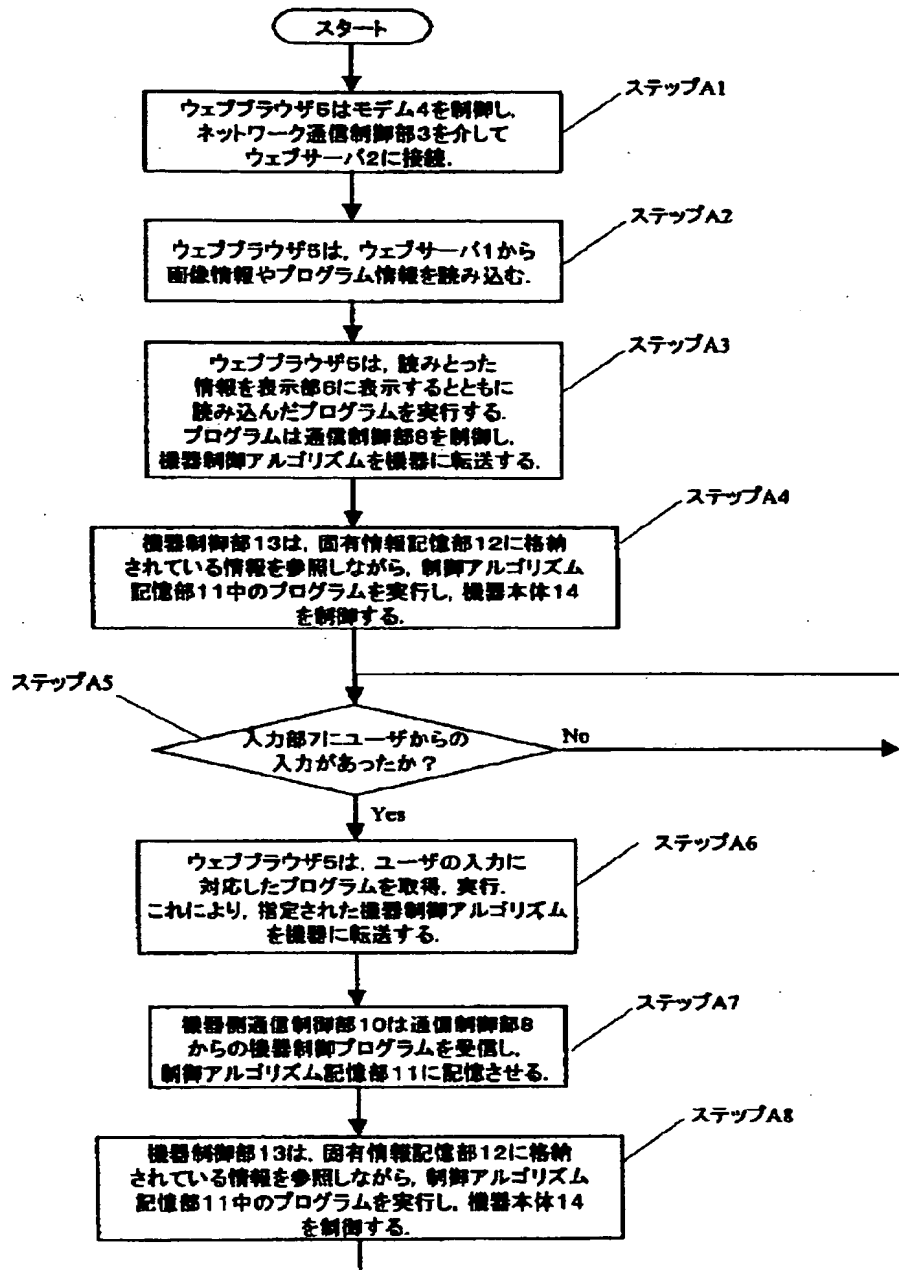 スタート
ステップA1
ウェブブラウザ5はモデム4を制御し,
ネットワーク通信制御部3を介して
ウェブサーバ2に接続.
ステップA2
ウェブブラウザ5は,ウェブサーバ1から
画像情報やプログラム情報を読み込む.
ステップA3
ウェブブラウザ5は,読みとった
情報を表示部6に表示するとともに
読み込んだプログラムを実行する.
プログラムは通信制御部8を制御し,
機器制御アルゴリズムを機器に転送する.
ステップA4
機器制御部13は,固有情報記憶部12に格納
されている情報を参照しながら,制御アルゴリズム
記憶部11中のプログラムを実行し,機器本体14
を制御する.
ステップA5
入力部7にユーザからの
入力があったか?
No
Yes
ステップA6
ウェブブラウザ5は,ユーザの入力に
対応したプログラムを取得,実行.
これにより,指定された機器制御アルゴリズム
を機器に転送する.
ステップA7
機器側通信制御部10は通信制御部8
からの機器制御プログラムを受信し,
制御アルゴリズム記憶部11に記憶させる.
ステップA8
機器制御部13は,固有情報記憶部12に格納
されている情報を参照しながら,制御アルゴリズム
記憶部11中のプログラムを実行し,機器本体14
を制御する.